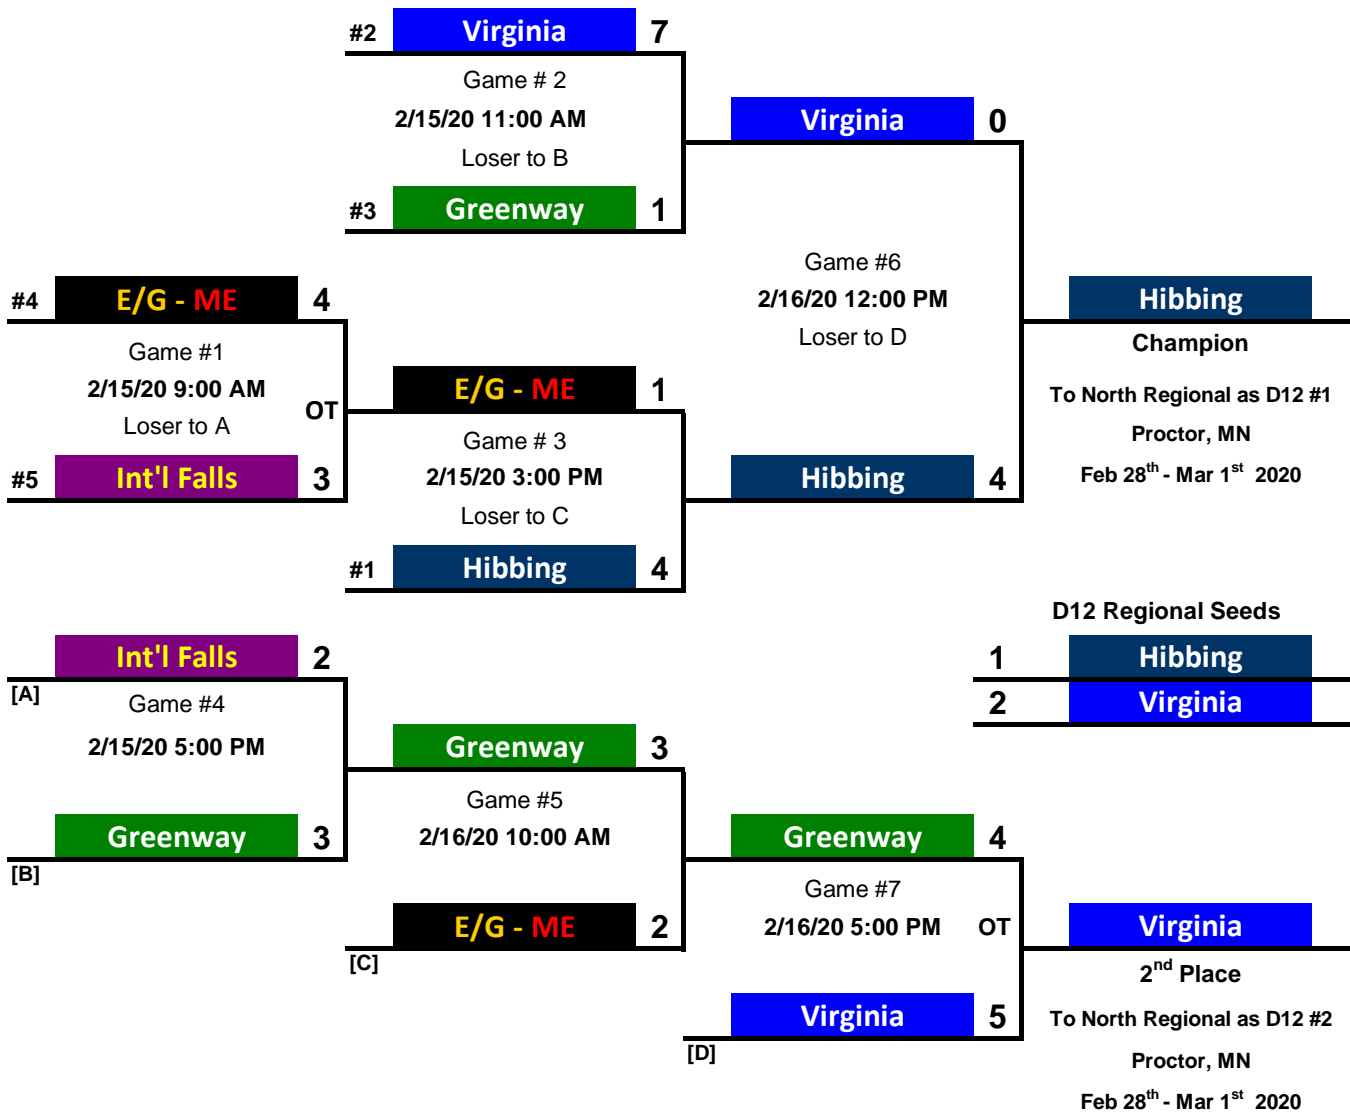 #2 Virginia 7
Game # 2
2/15/20 11:00 AM
Loser to B
#3 Greenway 1
Virginia 0
Game #6
2/16/20 12:00 PM
Loser to D
Hibbing 4
#4 E/G - ME 4
Game #1
2/15/20 9:00 AM
OT
Loser to A
#5 Int'l Falls 3
E/G - ME 1
Game # 3
2/15/20 3:00 PM
Loser to C
#1 Hibbing 4
Hibbing
Champion
To North Regional as D12 #1
Proctor, MN
Feb 28th - Mar 1st 2020
D12 Regional Seeds
1 Hibbing
2 Virginia
Int'l Falls 2
[A]
Game #4
2/15/20 5:00 PM
Greenway 3
[B]
Greenway 3
Game #5
2/16/20 10:00 AM
E/G - ME 2
[C]
Greenway 4
Game #7
2/16/20 5:00 PM OT
Virginia 5
[D]
Virginia
2nd Place
To North Regional as D12 #2
Proctor, MN
Feb 28th - Mar 1st 2020